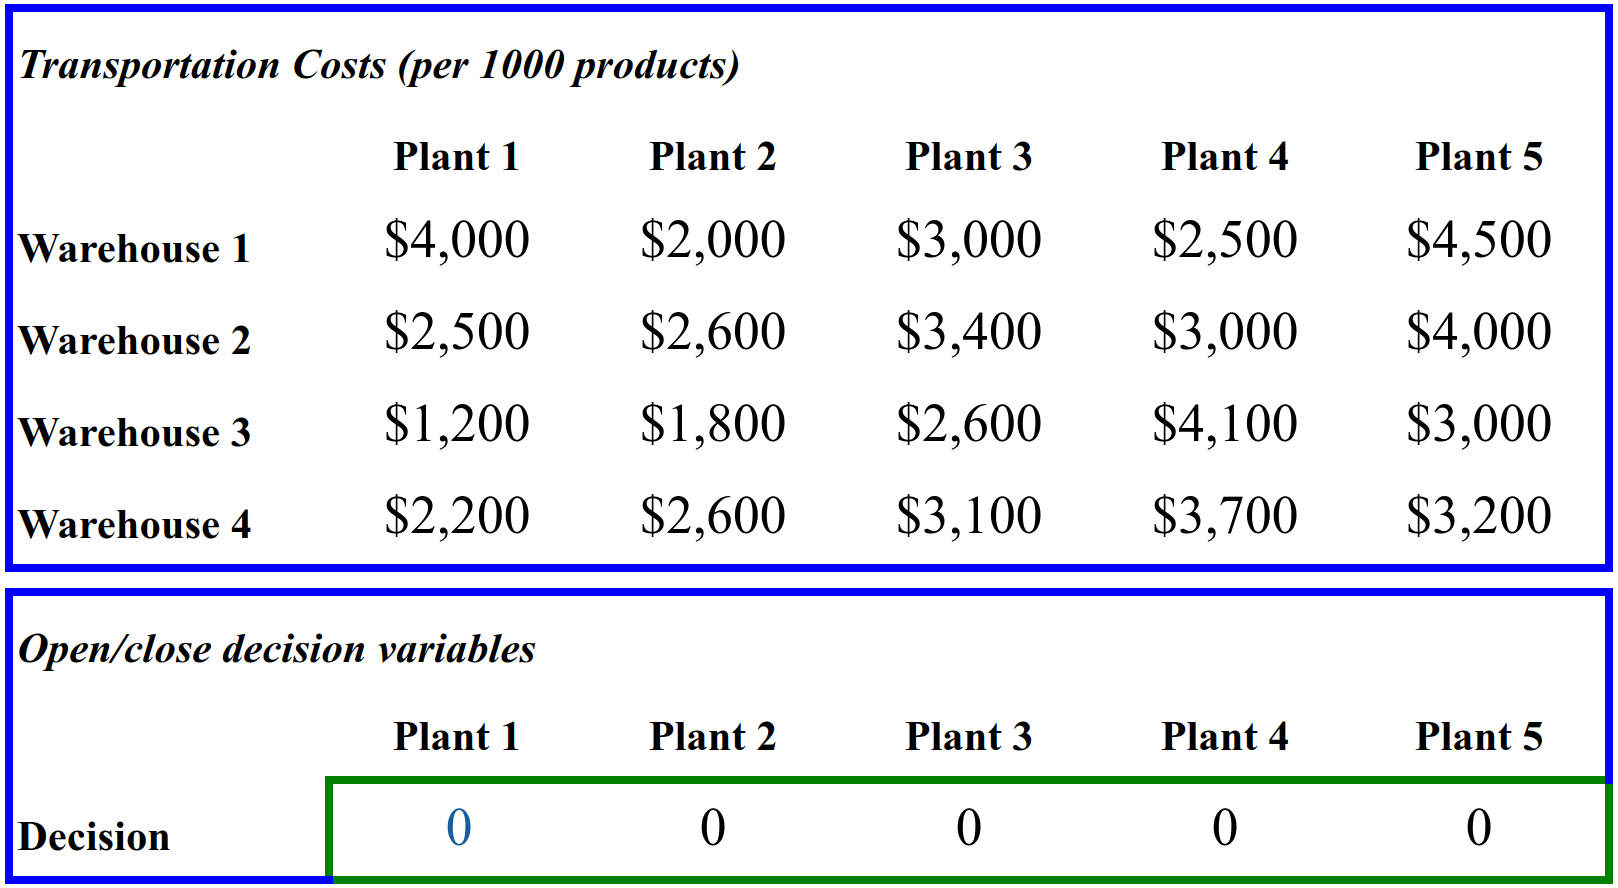 Transportation Costs (per 1000 products)
Plant 1 Plant 2 Plant 3 Plant 4 Plant 5
Warehouse 1 $4,000 $2,000 $3,000 $2,500 $4,500
Warehouse 2 $2,500 $2,600 $3,400 $3,000 $4,000
Warehouse 3 $1,200 $1,800 $2,600 $4,100 $3,000
Warehouse 4 $2,200 $2,600 $3,100 $3,700 $3,200
Open/close decision variables
Plant 1 Plant 2 Plant 3 Plant 4 Plant 5
Decision 0 0 0 0 0